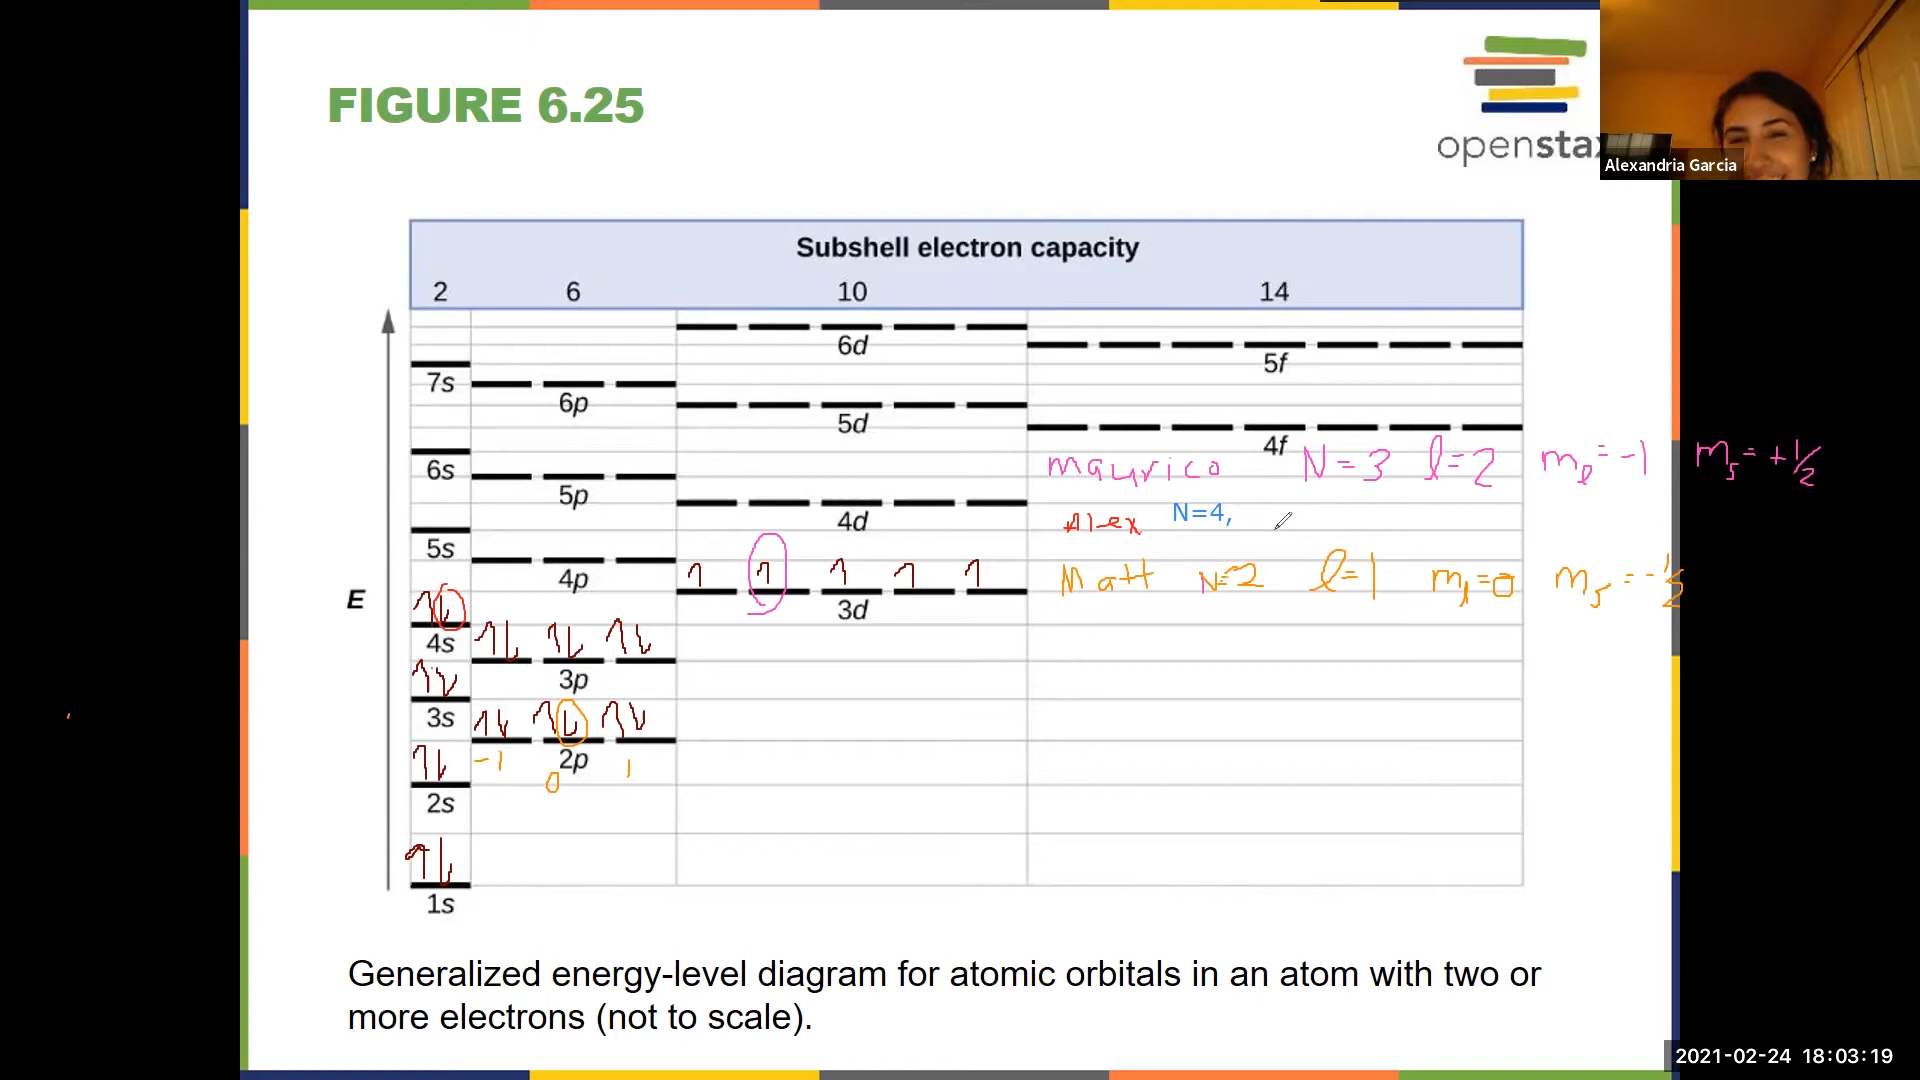 FIGURE 6.25
openstax
Alexandria Garcia
Subshell electron capacity
2 6 10 14
6d
5f
7s
6p
5d
4f
maurico N = 3 l = 2 ml = -1 ms = +1/2
6s
5p
4d
Alex N=4,
5s
4p
Matt N=2 l=1 ml=0 ms=-1/2
E
3d
4s
3p
3s
2p
-1 0 1
2s
1s
Generalized energy-level diagram for atomic orbitals in an atom with two or
more electrons (not to scale).
2021-02-24 18:03:19